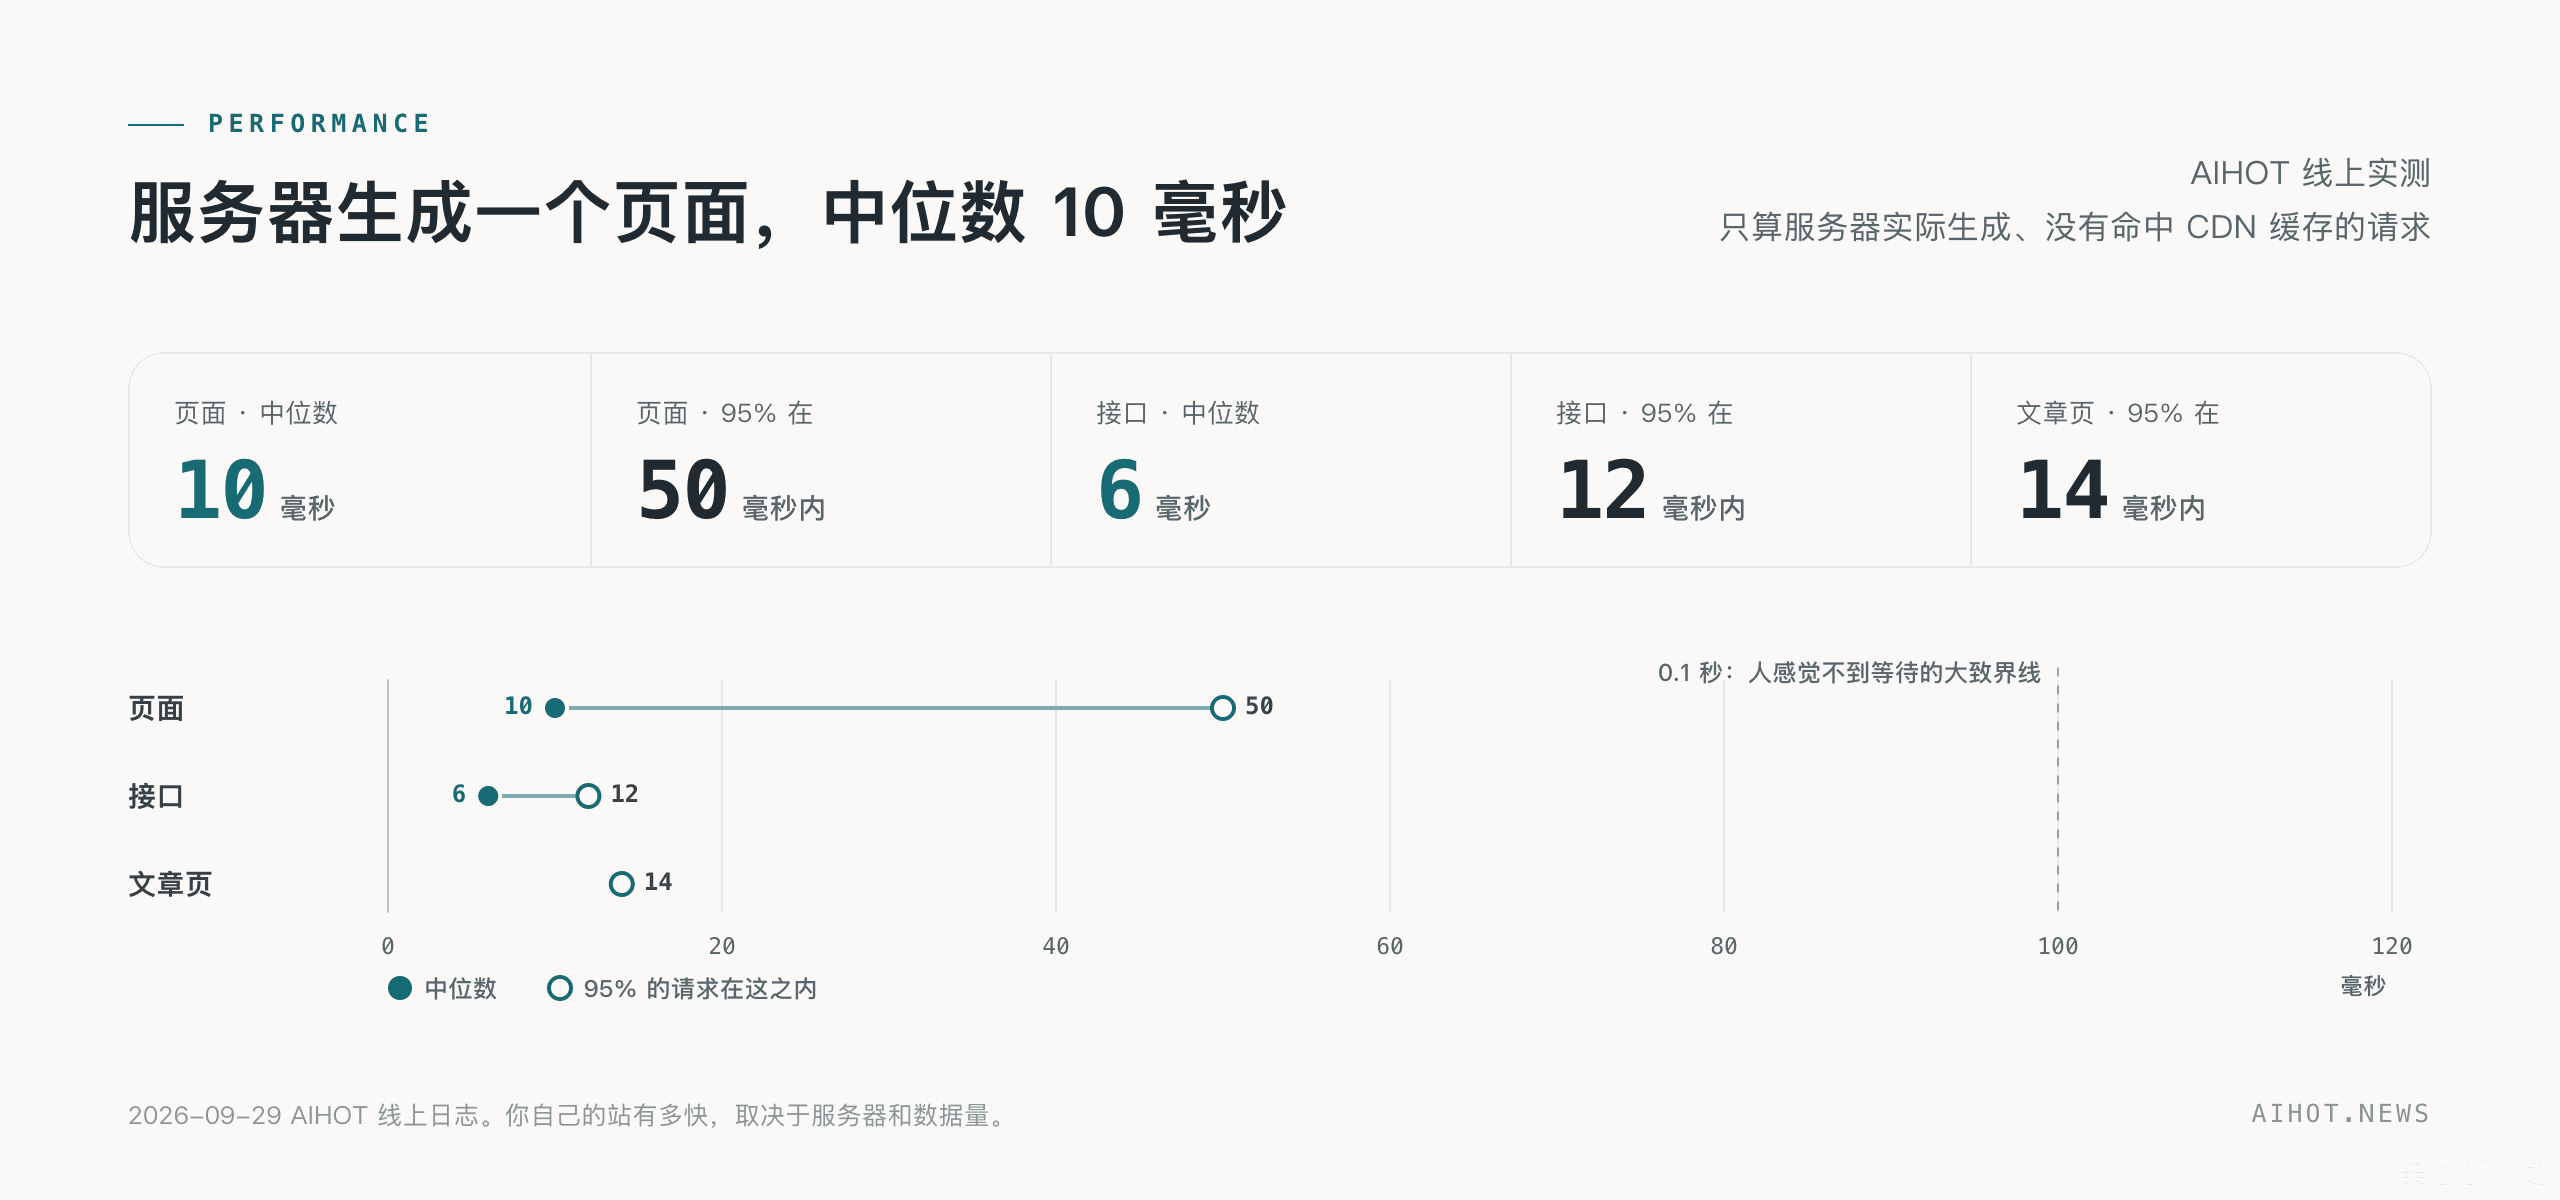 PERFORMANCE
服务器生成一个页面，中位数 10 毫秒
AIHOT 线上实测
只算服务器实际生成、没有命中 CDN 缓存的请求
页面 · 中位数
10 毫秒
页面 · 95% 在
50 毫秒内
接口 · 中位数
6 毫秒
接口 · 95% 在
12 毫秒内
文章页 · 95% 在
14 毫秒内
0.1 秒：人感觉不到等待的大致界线
页面 10 50
接口 6 12
文章页 14
0 20 40 60 80 100 120
中位数 95% 的请求在这之内 毫秒
2026-09-29 AIHOT 线上日志。你自己的站有多快，取决于服务器和数据量。
AIHOT.NEWS